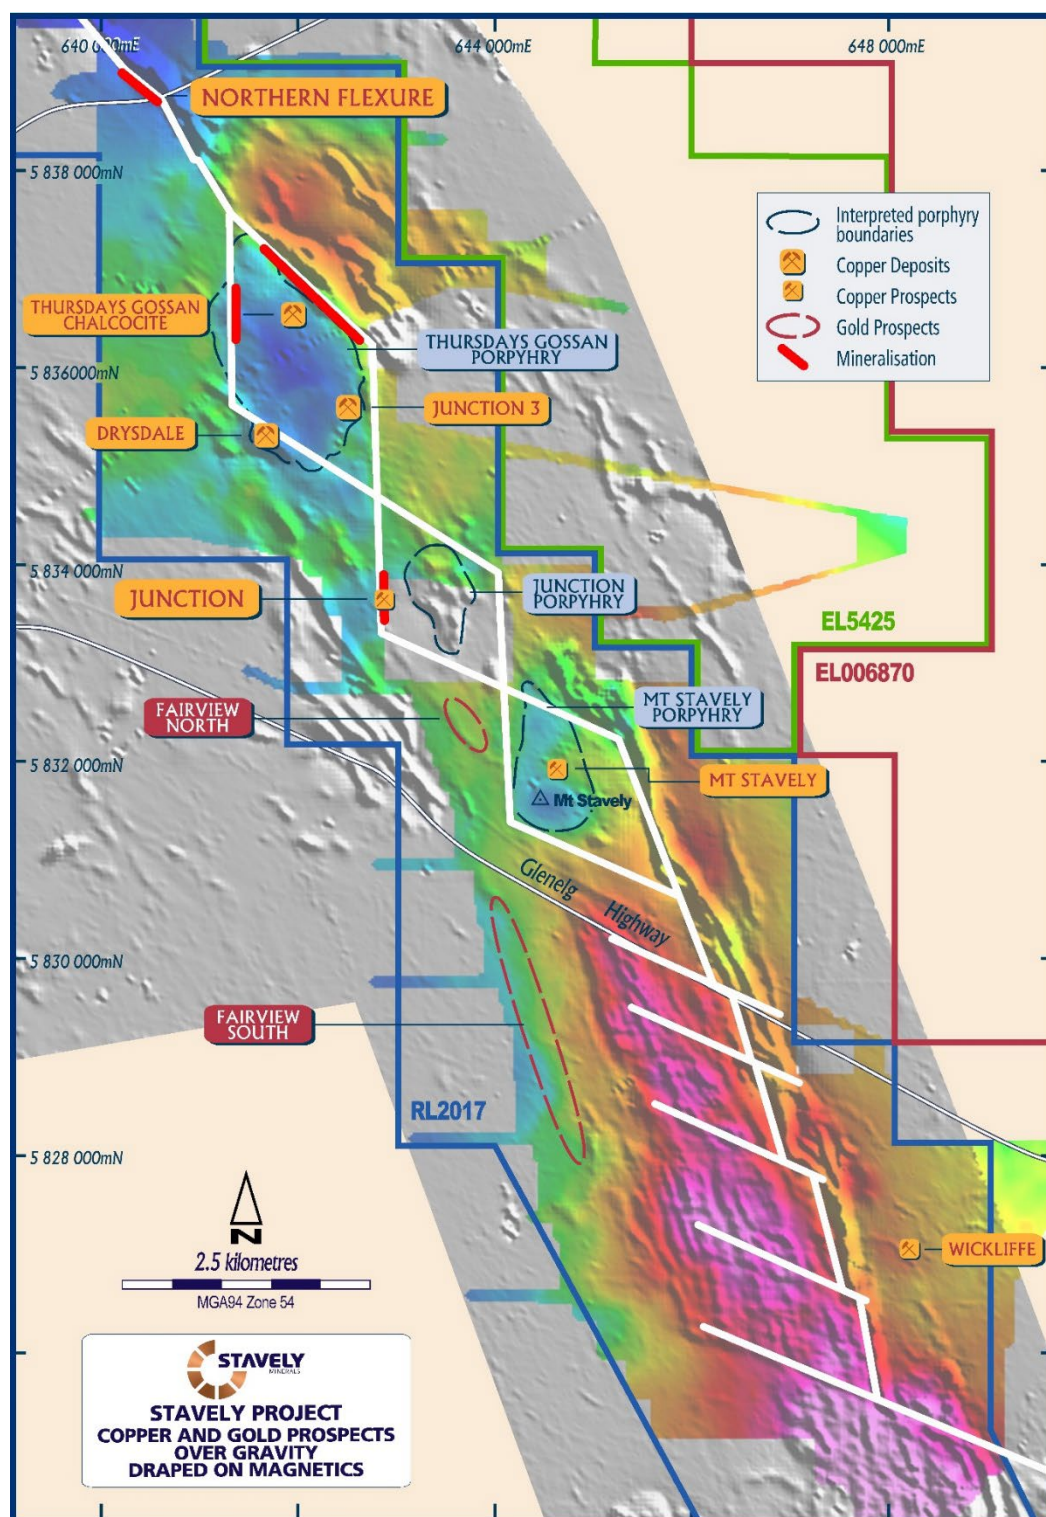 640 000mE
644 000mE
648 000mE
NORTHERN FLEXURE
5 838 000mN
Interpreted porphyry
boundaries
Copper Deposits
Copper Prospects
Gold Prospects
Mineralisation
THURSDAYS GOSSAN
CHALCOCITE
THURSDAYS GOSSAN
PORPYHRY
5 836000mN
JUNCTION 3
DRYSDALE
5 834 000mN
JUNCTION
JUNCTION
PORPYHRY
EL5425
EL006870
FAIRVIEW
NORTH
MT STAVELY
PORPYHRY
5 832 000mN
MT STAVELY
Mt Stavely
Glenelg
Highway
5 830 000mN
FAIRVIEW
SOUTH
RL2017
5 828 000mN
N
2.5 kilometres
MGA94 Zone 54
WICKLIFFE
STAVELY
MINERALS
STAVELY PROJECT
COPPER AND GOLD PROSPECTS
OVER GRAVITY
DRAPED ON MAGNETICS